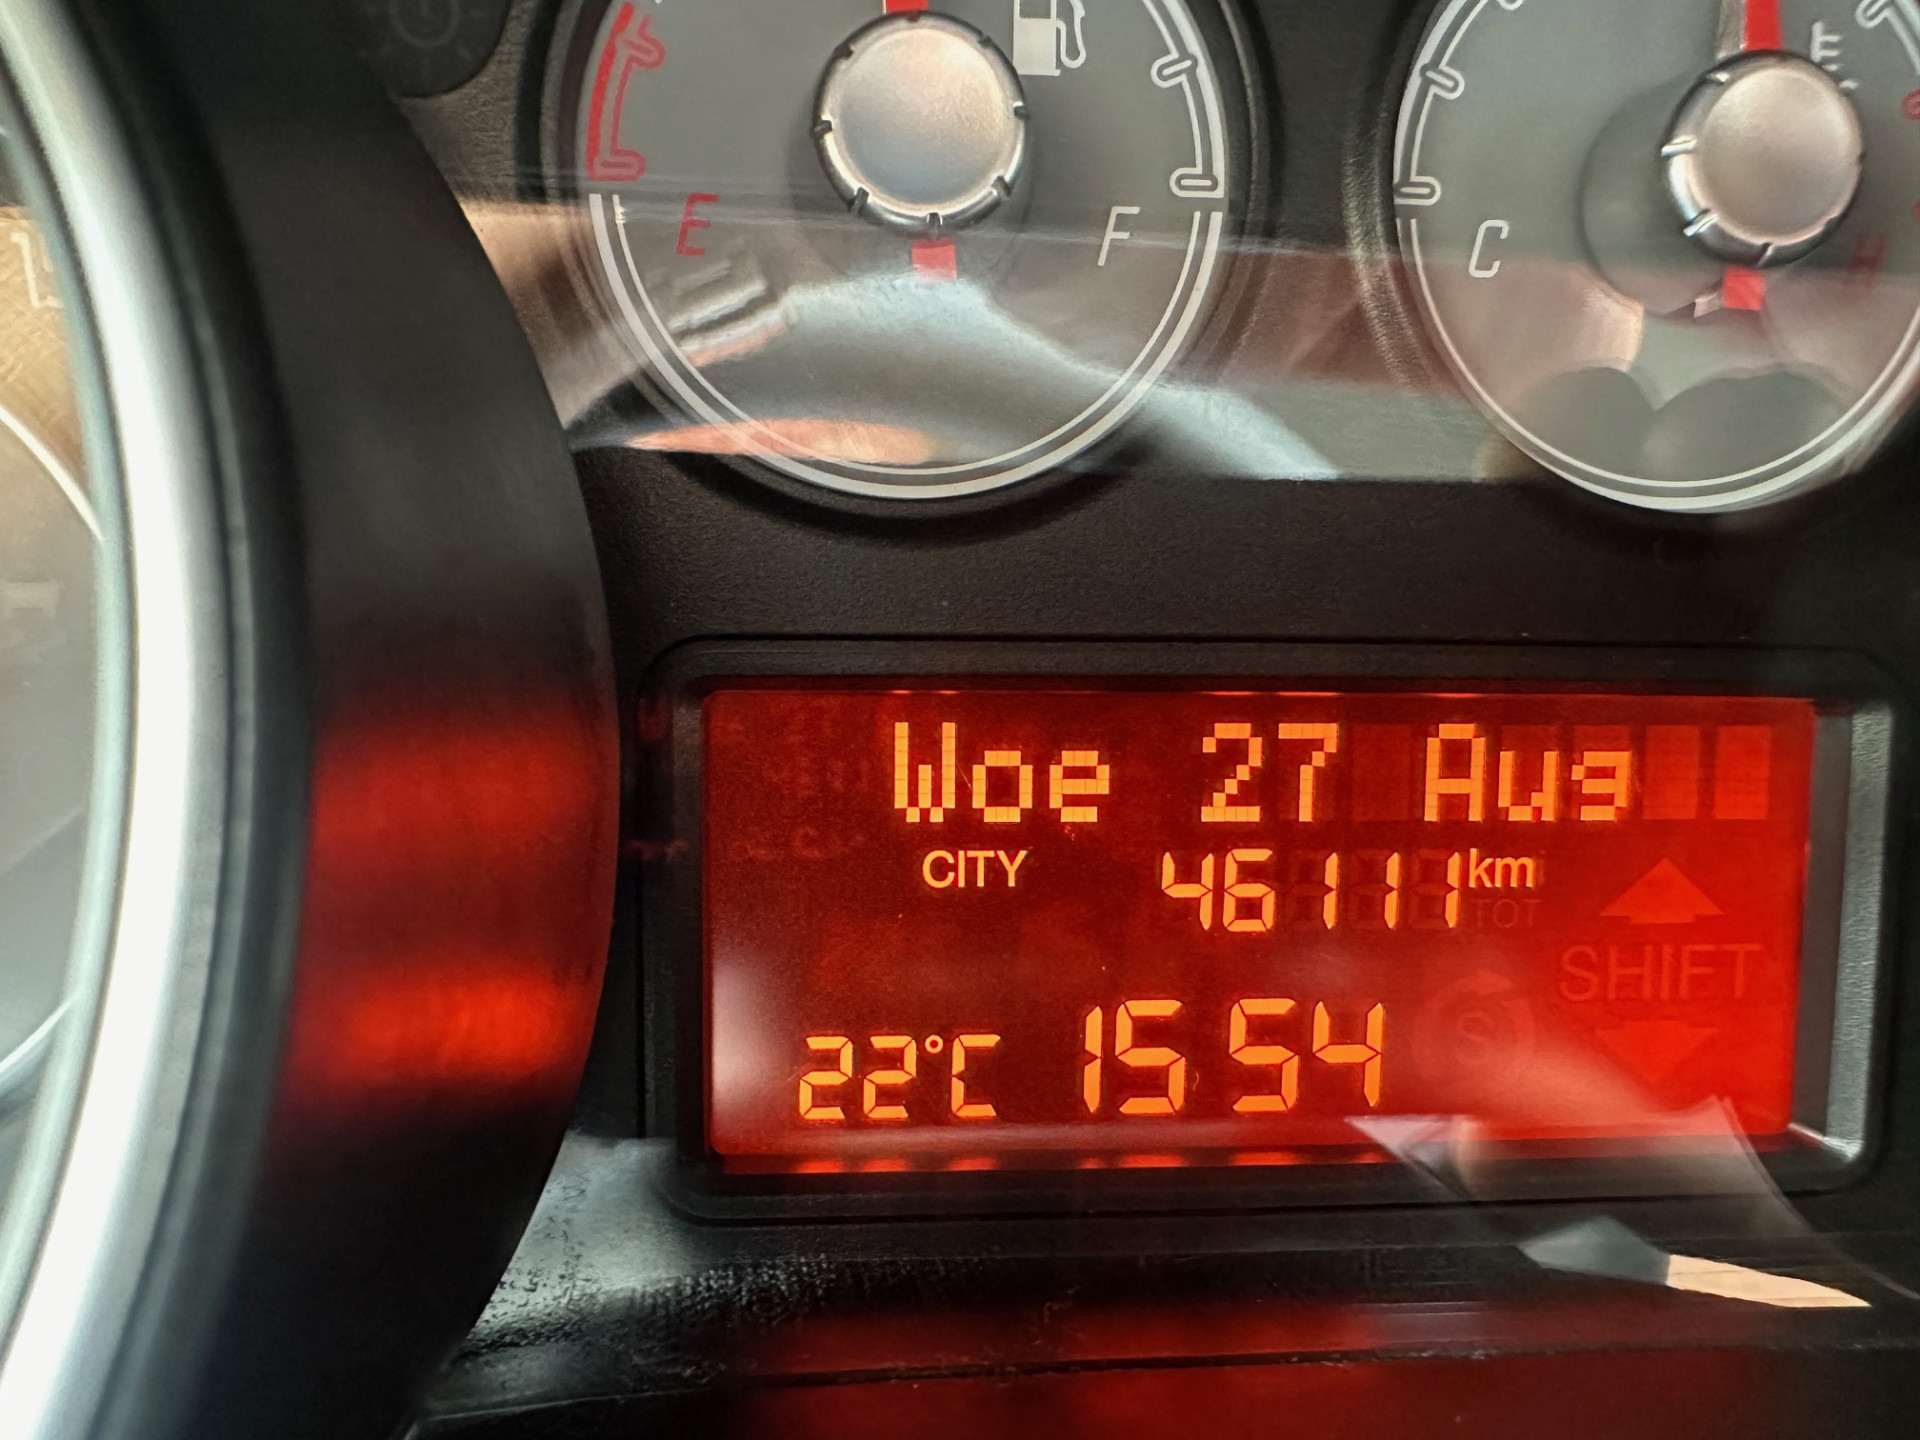 E F
C H
Woe 27 Aug
CITY 46111 km
TOT
SHIFT
22°C 15 54